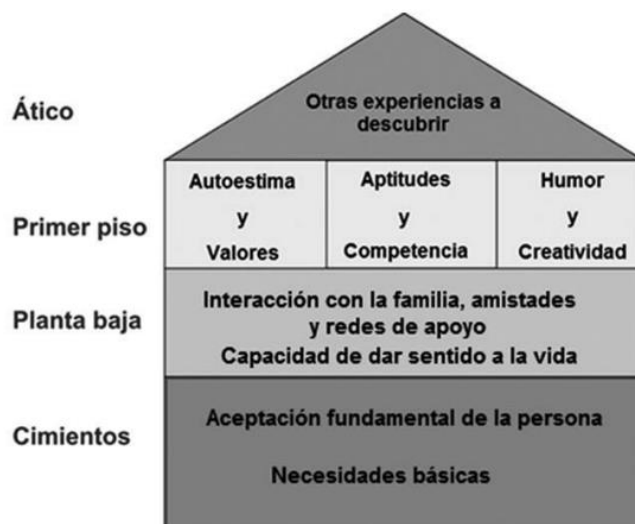 Ático
Otras experiencias a
descubrir
Primer piso
Autoestima
y
Valores
Aptitudes
y
Competencia
Humor
y
Creatividad
Planta baja
Interacción con la familia, amistades
y redes de apoyo
Capacidad de dar sentido a la vida
Cimientos
Aceptación fundamental de la persona
Necesidades básicas